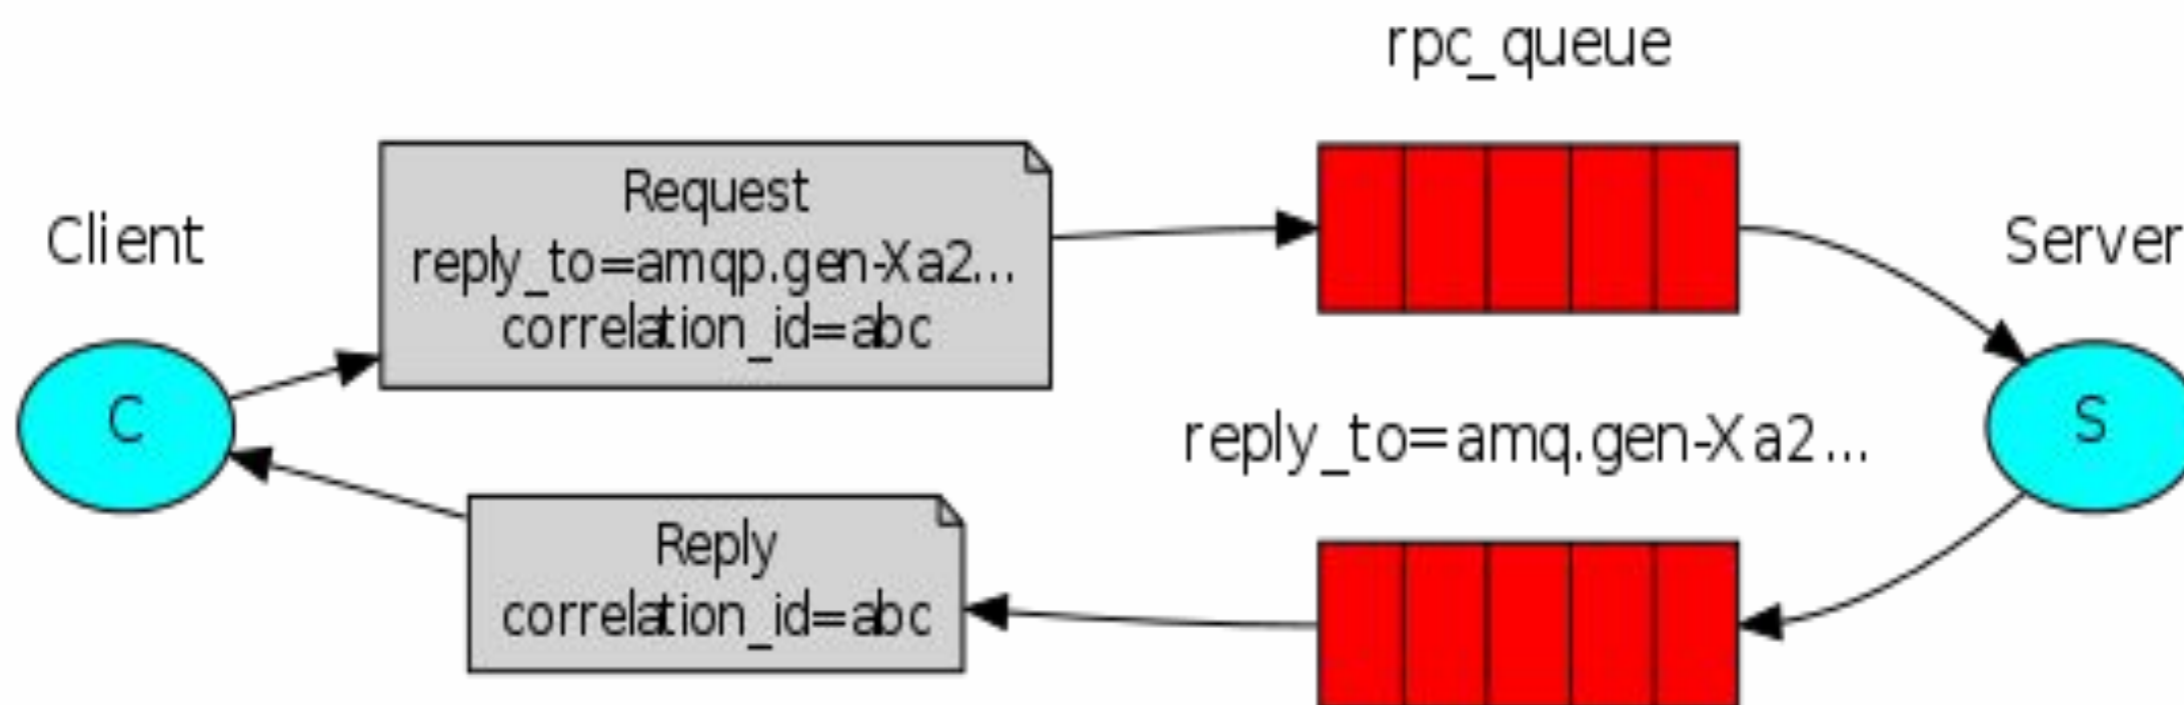 rpc_queue
Request
reply_to=amqp.gen-Xa2...
correlation_id=abc
Client
Server
C
S
reply_to=amq.gen-Xa2...
Reply
correlation_id=abc